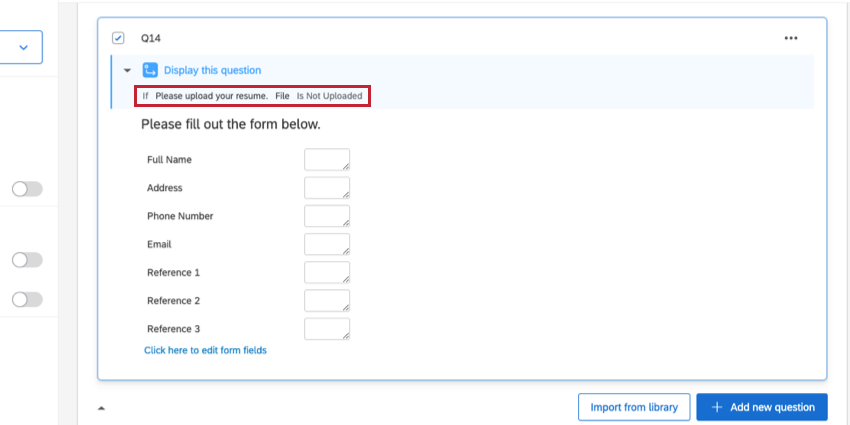 Q14
Display this question
If Please upload your resume. File Is Not Uploaded
Please fill out the form below.
Full Name
Address
Phone Number
Email
Reference 1
Reference 2
Reference 3
Click here to edit form fields
Import from library
Add new question